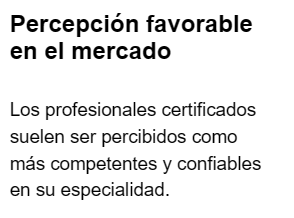 Percepción favorable
en el mercado
Los profesionales certificados
suelen ser percibidos como
más competentes y confiables
en su especialidad.